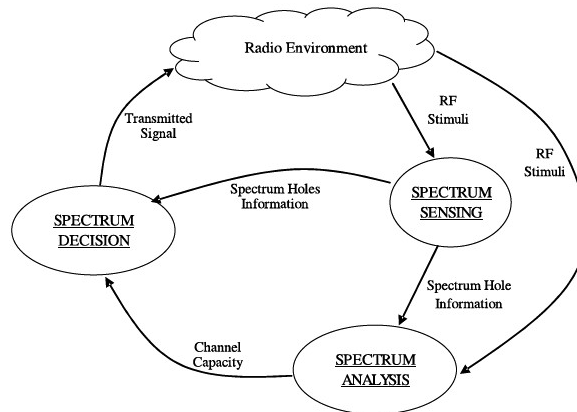 Radio Environment
RF
Stimuli
Transmitted
Signal
RF
Stimuli
Spectrum Holes
Information
SPECTRUM
SENSING
SPECTRUM
DECISION
Spectrum Hole
Information
Channel
Capacity
SPECTRUM
ANALYSIS